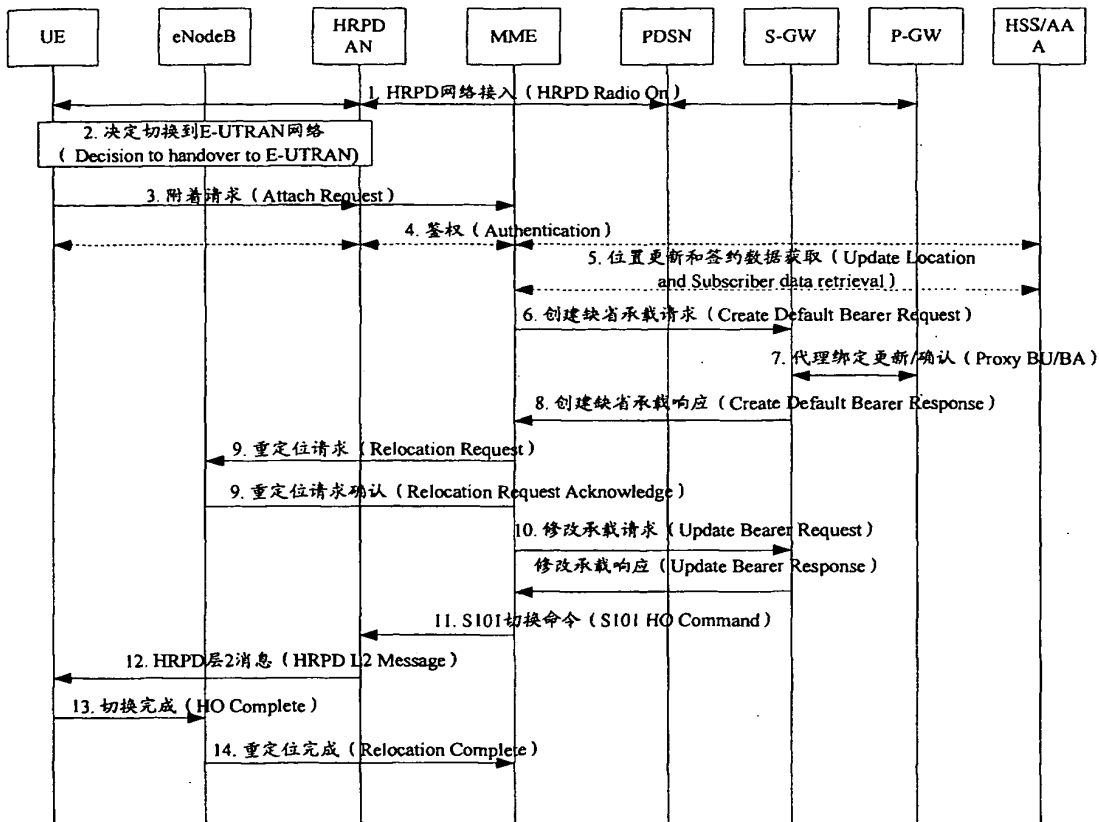 UE
eNodeB
HRPD
AN
MME
PDSN
S-GW
P-GW
HSS/AA
A
1. HRPD网络接入（HRPD Radio On）
2. 决定切换到E-UTRAN网络
（ Decision to handover to E-UTRAN)
3. 附着请求（Attach Request）
4. 鉴权（Authentication）
5. 位置更新和签约数据获取（Update Location
and Subscriber data retrieval）
6. 创建缺省承载请求（Create Default Bearer Request）
7. 代理绑定更新/确认（Proxy BU/BA）
8. 创建缺省承载响应（Create Default Bearer Response）
9. 重定位请求（Relocation Request）
9. 重定位请求确认（Relocation Request Acknowledge）
10. 修改承载请求（Update Bearer Request）
修改承载响应（Update Bearer Response）
11. S101切换命令（S101 HO Command）
12. HRPD层2消息（HRPD L2 Message）
13. 切换完成（HO Complete）
14. 重定位完成（Relocation Complete）